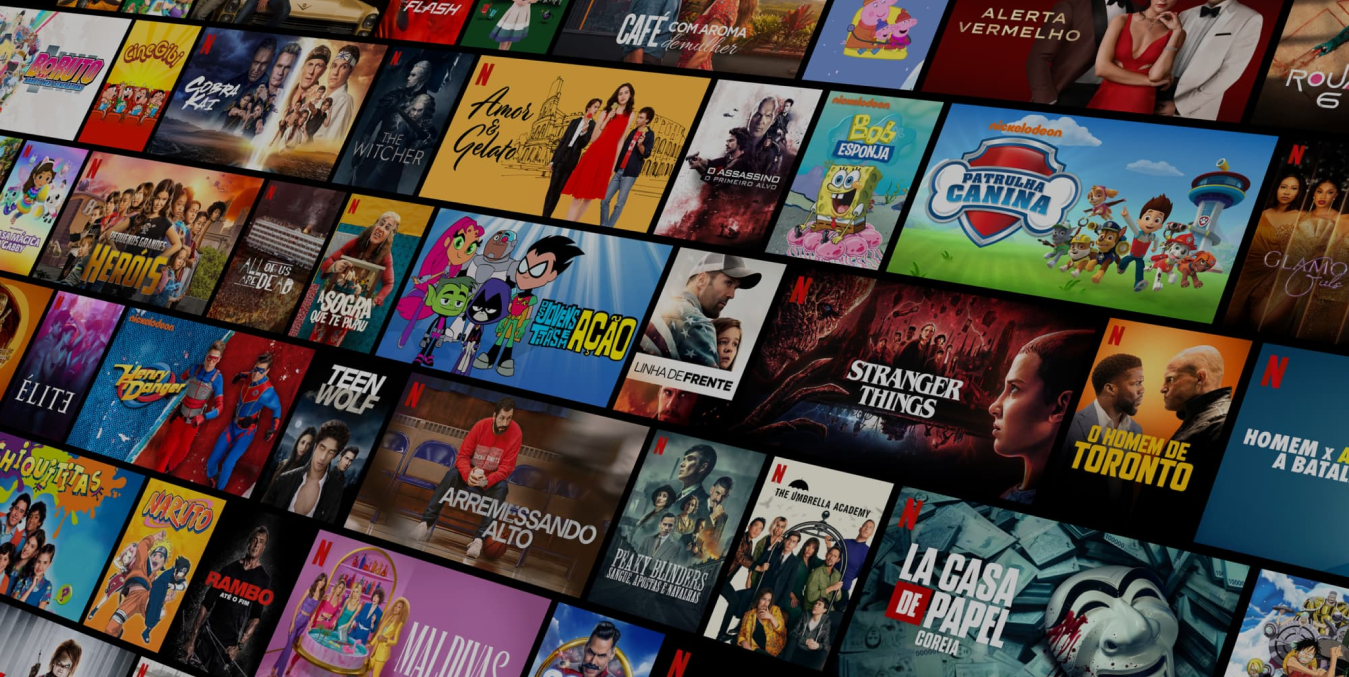 FLASH
CAFÉ COM AROMA
de mulher
ALERTA
VERMELHO
6
BORUTO
CineGibi
N
COBRA
KAI
N
THE
WITCHER
N
Amor
&
Gelato
O ASSASSINO
O PRIMEIRO ALVO
nickelodeon
Bob
ESPONJA
nickelodeon
PATRULHA
CANINA
N
N
N
PEQUENOS GRANDES
HERÓIS
N
ALL OF US
ARE DEAD
N
A SOGRA
QUE TE PARIU
OS JOVENS
TITÃS EM
AÇÃO
LINHA DE FRENTE
N
STRANGER
THINGS
N
O HOMEM DE
TORONTO
N
HOMEM X
A BATAL
N
ÉLITE
nickelodeon
Henry
Danger
TEEN
WOLF
N
ARREMESSANDO
ALTO
N
PEAKY BLINDERS
SANGUE, APOSTAS E NAVALHAS
N
THE UMBRELLA ACADEMY
N
LA CASA
DE PAPEL
COREIA
CHIQUITITAS
NARUTO
RAMBO
ATÉ O FIM
N
MALDIVAS
N